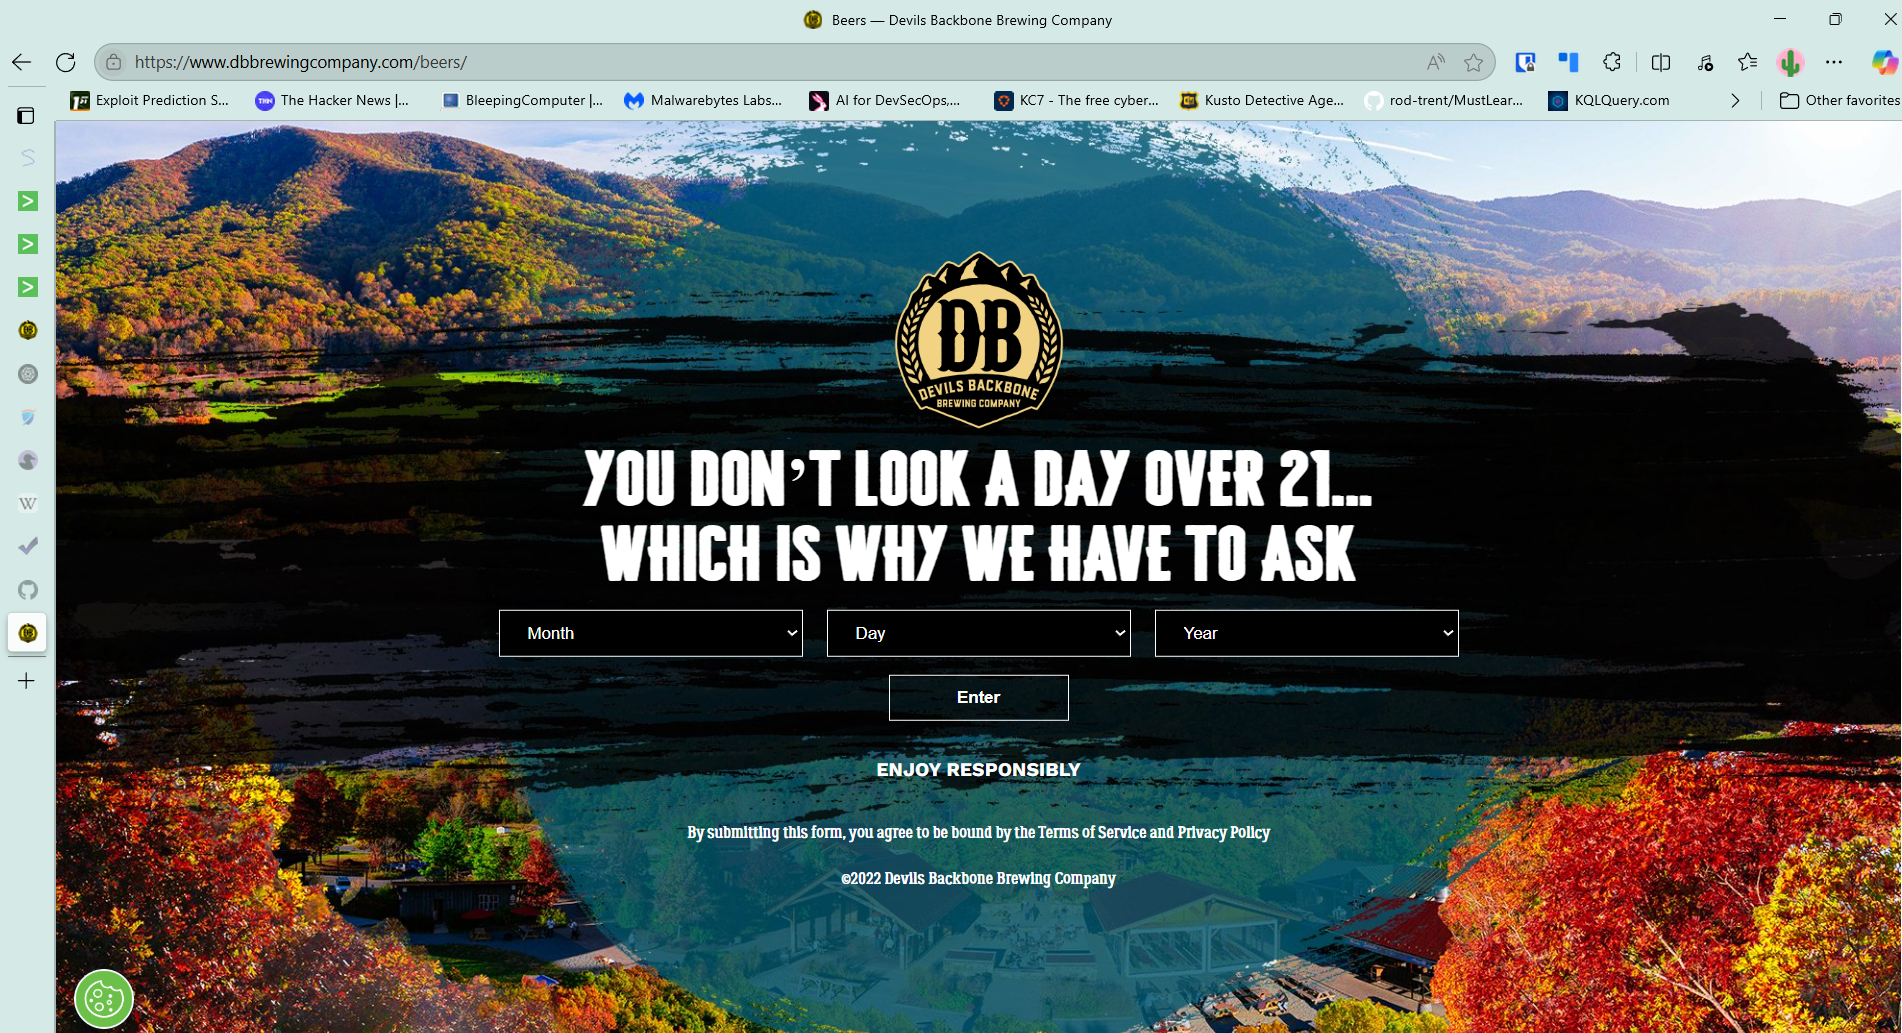 Beers — Devils Backbone Brewing Company
https://www.dbbrewingcompany.com/beers/
Exploit Prediction S...
The Hacker News |...
BleepingComputer |...
Malwarebytes Labs...
AI for DevSecOps,...
KC7 - The free cyber...
Kusto Detective Age...
rod-trent/MustLear...
KQLQuery.com
Other favorites
DB
DEVILS BACKBONE
BREWING COMPANY
YOU DON'T LOOK A DAY OVER 21...
WHICH IS WHY WE HAVE TO ASK
Month
Day
Year
Enter
ENJOY RESPONSIBLY
By submitting this form, you agree to be bound by the Terms of Service and Privacy Policy
©2022 Devils Backbone Brewing Company